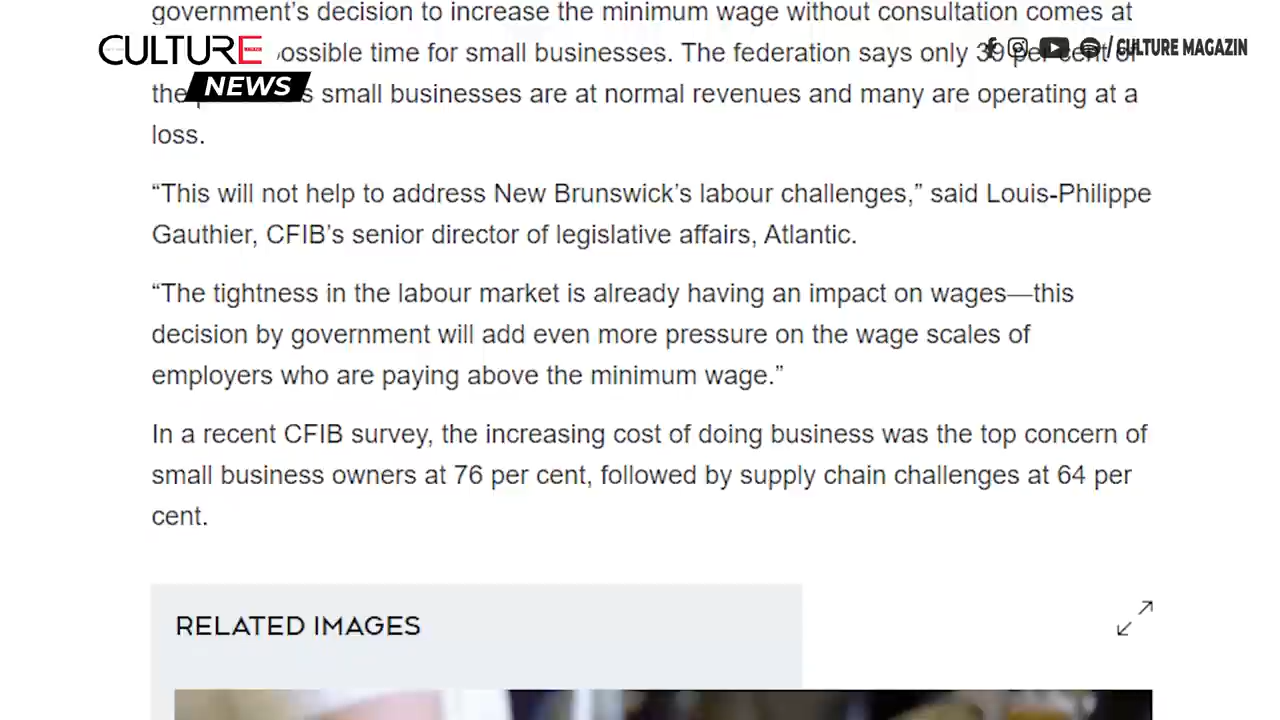 government's decision to increase the minimum wage without consultation comes at
CULTURE
possible time for small businesses. The federation says only 39 per cent of
/ CULTURE MAGAZIN
NEWS
the small businesses are at normal revenues and many are operating at a
loss.
“This will not help to address New Brunswick’s labour challenges,” said Louis-Philippe
Gauthier, CFIB’s senior director of legislative affairs, Atlantic.
“The tightness in the labour market is already having an impact on wages—this
decision by government will add even more pressure on the wage scales of
employers who are paying above the minimum wage.”
In a recent CFIB survey, the increasing cost of doing business was the top concern of
small business owners at 76 per cent, followed by supply chain challenges at 64 per
cent.
RELATED IMAGES